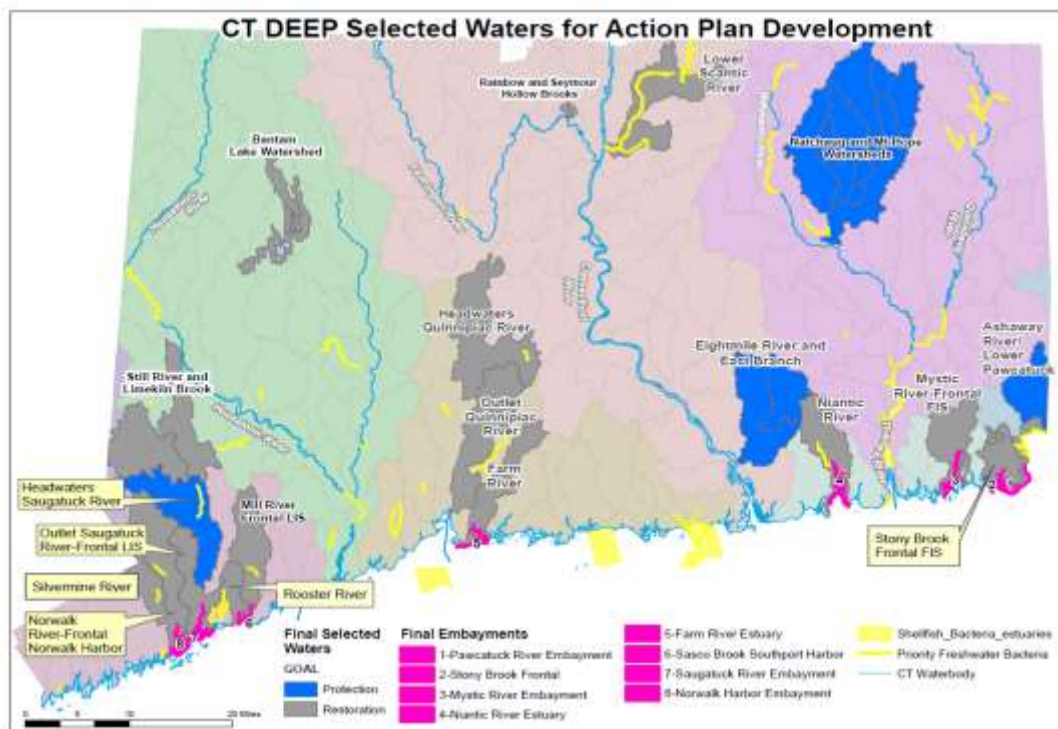 CT DEEP Selected Waters for Action Plan Development
Lower
Scantic
River
Rainbow and Seymour
Hollow Brooks
Bantam
Lake Watershed
Natchaug and Mt Hope
Watersheds
Headwaters
Quinnipiac River
Eightmile River and
East Branch
Ashaway
River/
Lower
Pawcatuck
Mystic
River-Frontal
FIS
Still River and
Limekiln Brook
Outlet
Quinnipiac
River
Niantic
River
Farm
River
Headwaters
Saugatuck River
Mill River
Frontal LIS
Outlet Saugatuck
River-Frontal LIS
Stony Brook
Frontal FIS
Silvermine River
Rooster River
Norwalk
River-Frontal
Norwalk Harbor
Final Selected
Waters
GOAL
Protection
Restoration
Final Embayments
1-Pawcatuck River Embayment
2-Stony Brook Frontal
3-Mystic River Embayment
4-Niantic River Estuary
5-Farm River Estuary
6-Sasco Brook Southport Harbor
7-Saugatuck River Embayment
8-Norwalk Harbor Embayment
Shellfish_Bacteria_estuaries
Priority Freshwater Bacteria
CT Waterbody
20 Miles